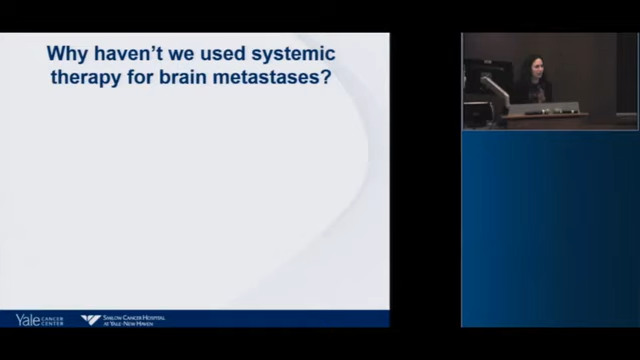 Why haven't we used systemic
therapy for brain metastases?
Yale CANCER
CENTER
SMILOW CANCER HOSPITAL
AT YALE-NEW HAVEN